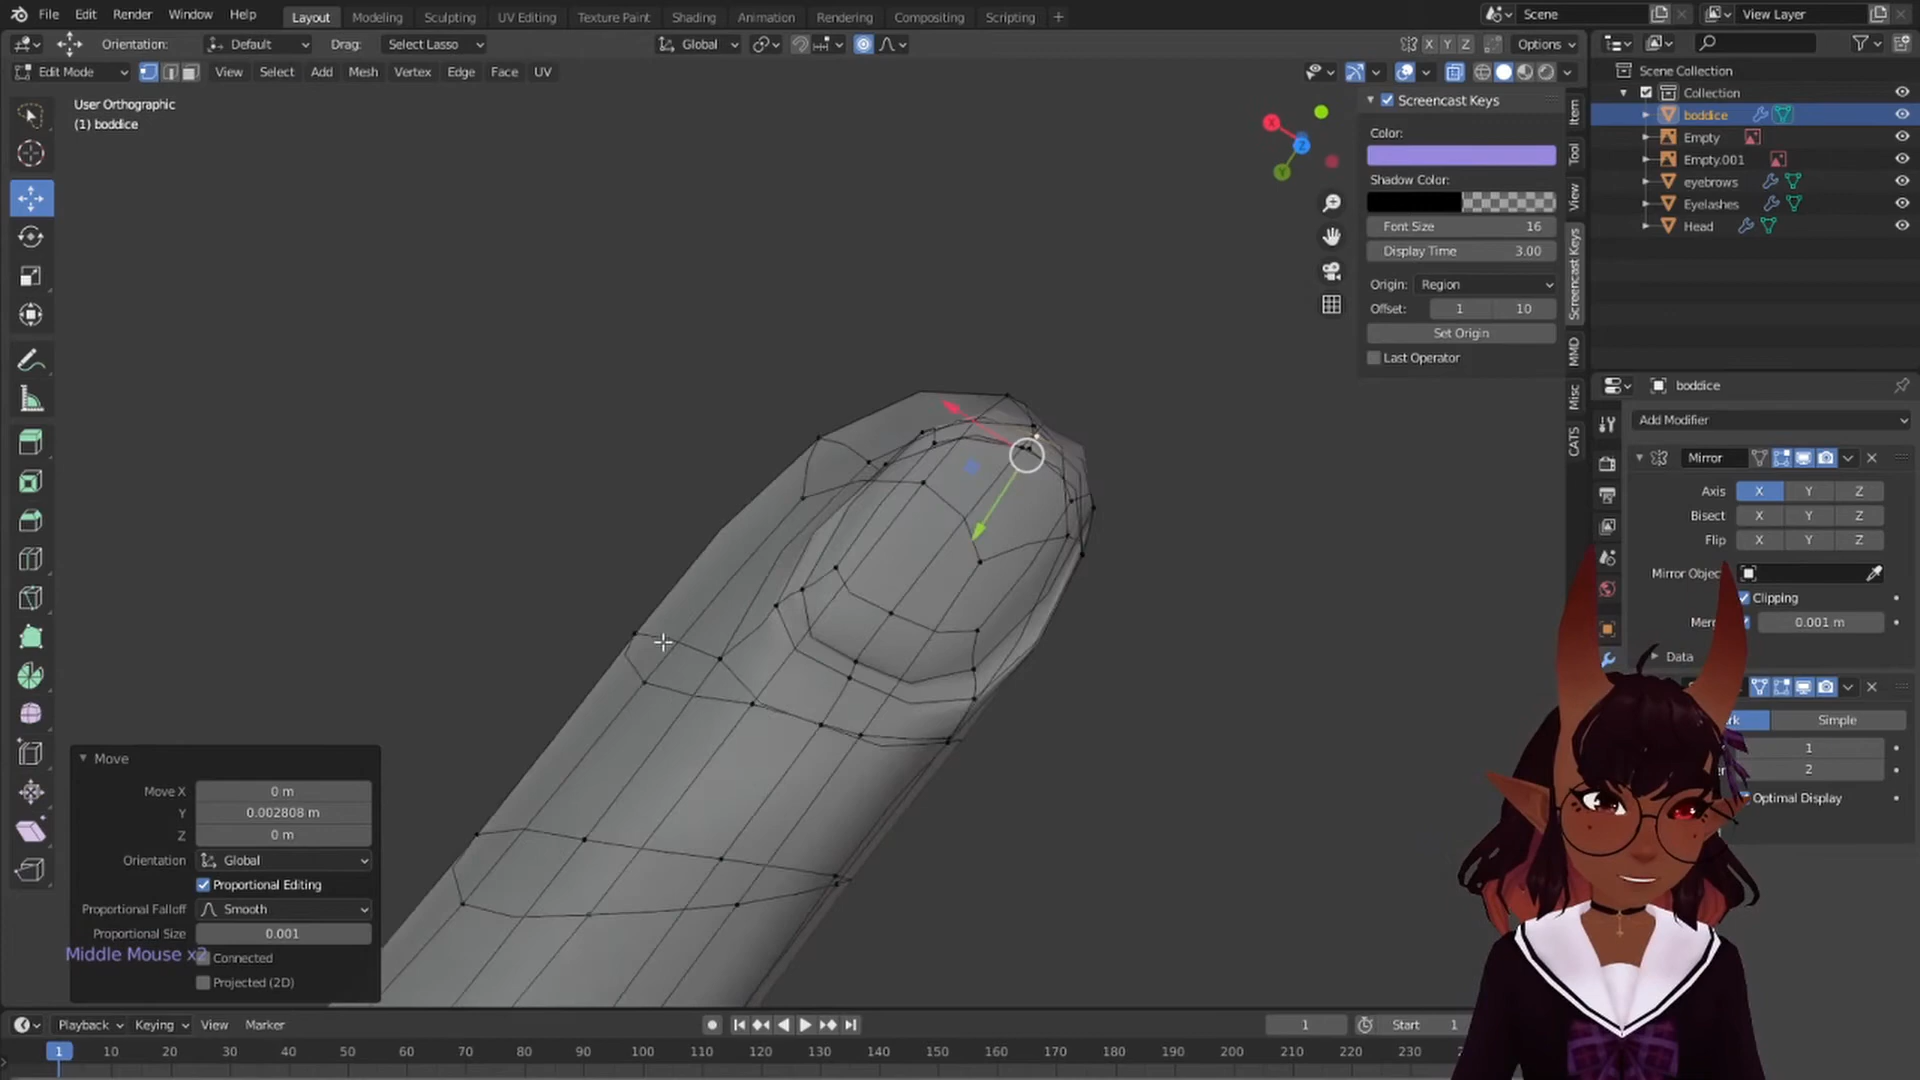 File Edit Render Window Help Layout Modeling Sculpting UV Editing Texture Paint Shading Animation Rendering Compositing Scripting + Scene View Layer
Orientation: Default Drag: Select Lasso Global X Y Z Options
Edit Mode View Select Add Mesh Vertex Edge Face UV
User Orthographic
(1) boddice
X
Y
Z
Screencast Keys
Color:
Shadow Color:
Font Size 16
Display Time 3.00
Origin: Region
Offset: 1 10
Set Origin
Last Operator
Item
Tool
View
Screencast Keys
MMD
Misc
CATS
Scene Collection
Collection
boddice
Empty
Empty.001
eyebrows
Eyelashes
Head
boddice
Add Modifier
Mirror
Axis X Y Z
Bisect X Y Z
Flip X Y Z
Mirror Objec
Clipping
Mer 0.001 m
Data
rk Simple
1
2
Optimal Display
Move
Move X 0 m
Y 0.002808 m
Z 0 m
Orientation Global
Proportional Editing
Proportional Falloff Smooth
Proportional Size 0.001
Middle Mouse x2
Connected
Projected (2D)
Playback Keying View Marker 1 Start 1
1 10 20 30 40 50 60 70 80 90 100 110 120 130 140 150 160 170 180 190 200 210 220 230